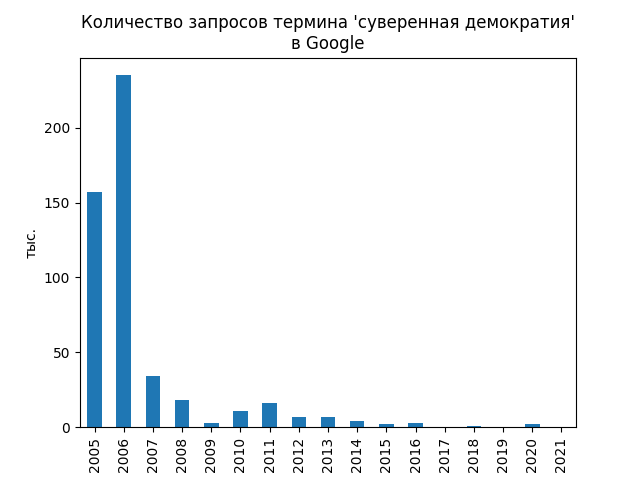 Количество запросов термина 'суверенная демократия'
в Google
тыс.
200
150
100
50
0
2005 2006 2007 2008 2009 2010 2011 2012 2013 2014 2015 2016 2017 2018 2019 2020 2021